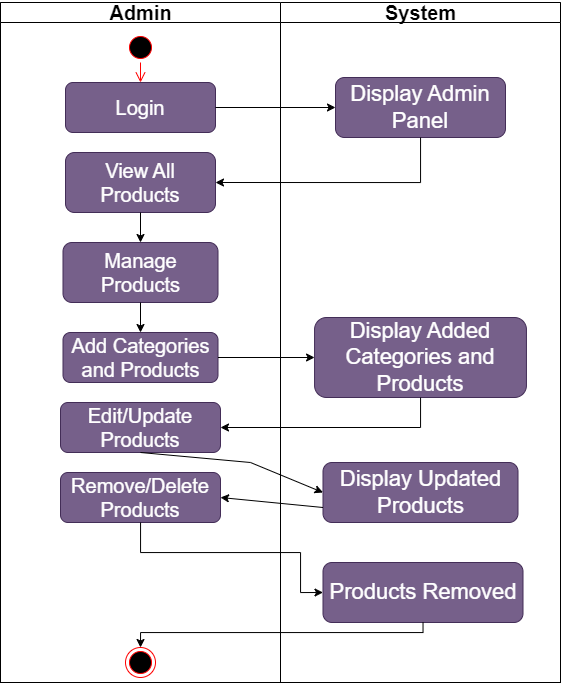 Admin
System
Login
Display Admin
Panel
View All
Products
Manage
Products
Add Categories
and Products
Display Added
Categories and
Products
Edit/Update
Products
Display Updated
Products
Remove/Delete
Products
Products Removed